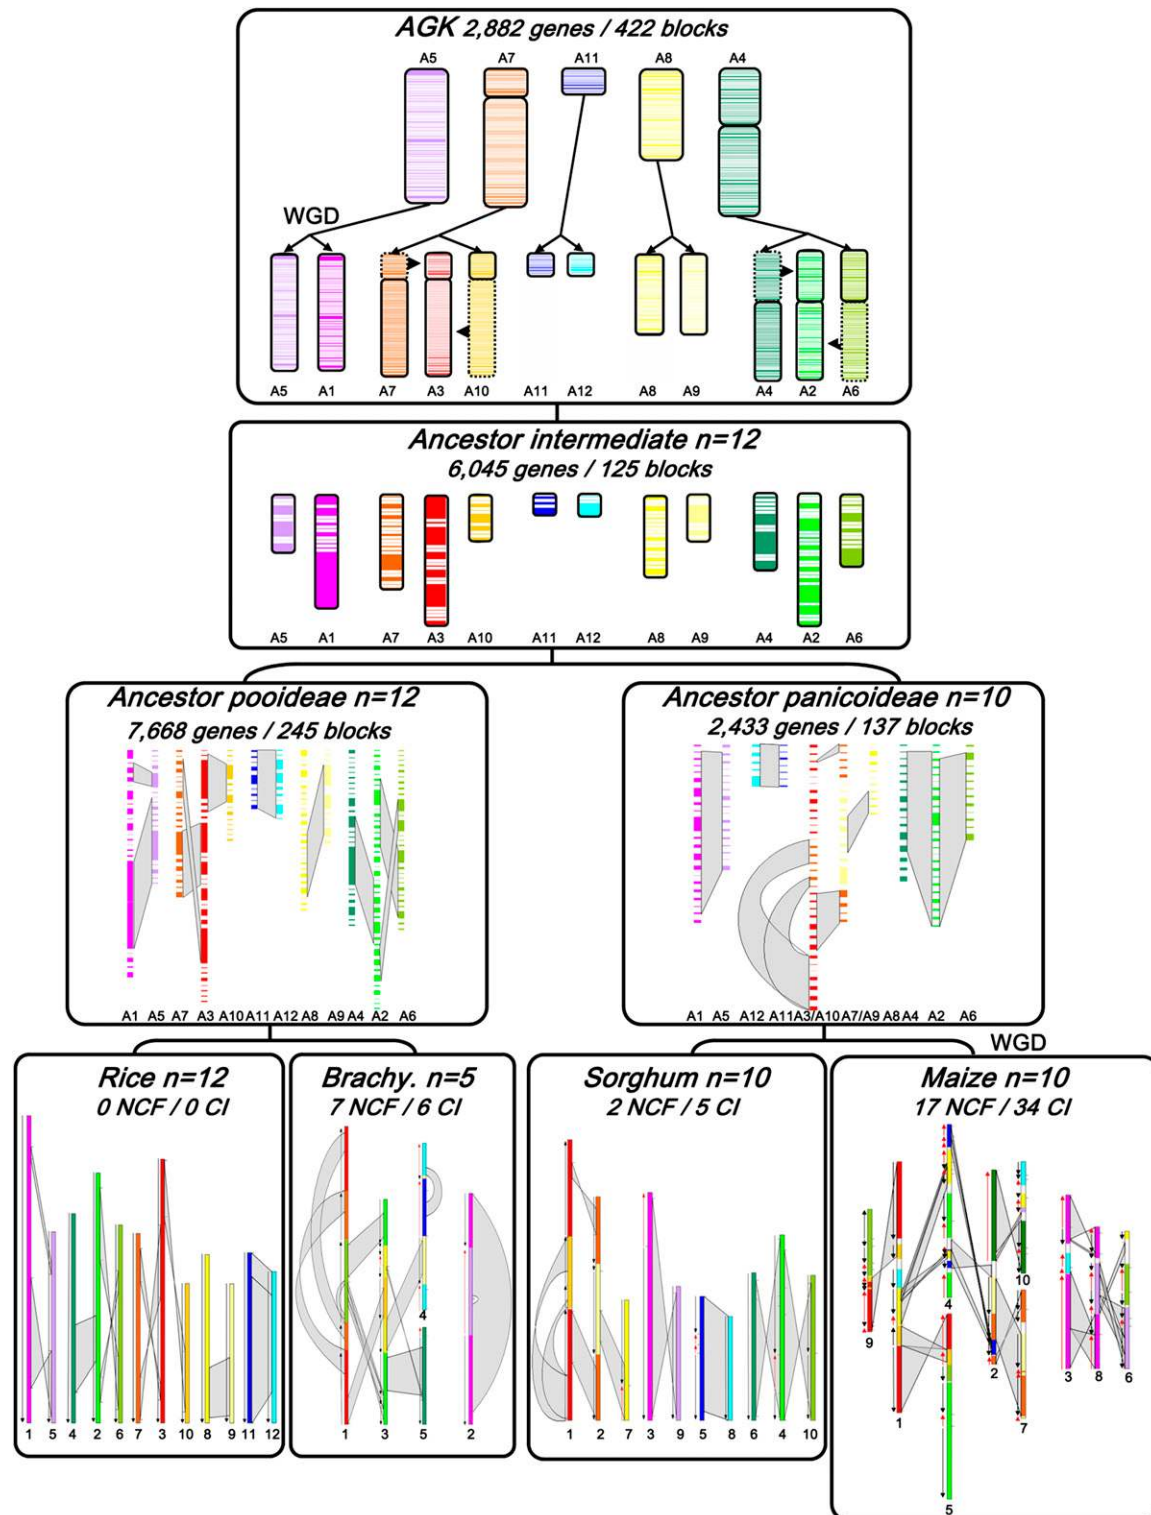 AGK 2,882 genes / 422 blocks
A5 A7 A11 A8 A4
WGD
A5 A1 A7 A3 A10 A11 A12 A8 A9 A4 A2 A6
Ancestor intermediate n=12
6,045 genes / 125 blocks
A5 A1 A7 A3 A10 A11 A12 A8 A9 A4 A2 A6
Ancestor pooideae n=12
7,668 genes / 245 blocks
A1 A5 A7 A3 A10 A11 A12 A8 A9 A4 A2 A6
Ancestor panicoideae n=10
2,433 genes / 137 blocks
A1 A5 A12 A11 A3/A10 A7/A9 A8 A4 A2 A6
WGD
Rice n=12
0 NCF / 0 CI
1 5 4 2 6 7 3 10 8 9 11 12
Brachy. n=5
7 NCF / 6 CI
4
1 3 5 2
Sorghum n=10
2 NCF / 5 CI
1 2 7 3 9 5 8 6 4 10
Maize n=10
17 NCF / 34 CI
10
4
9 2 3 8 6
1 7
5